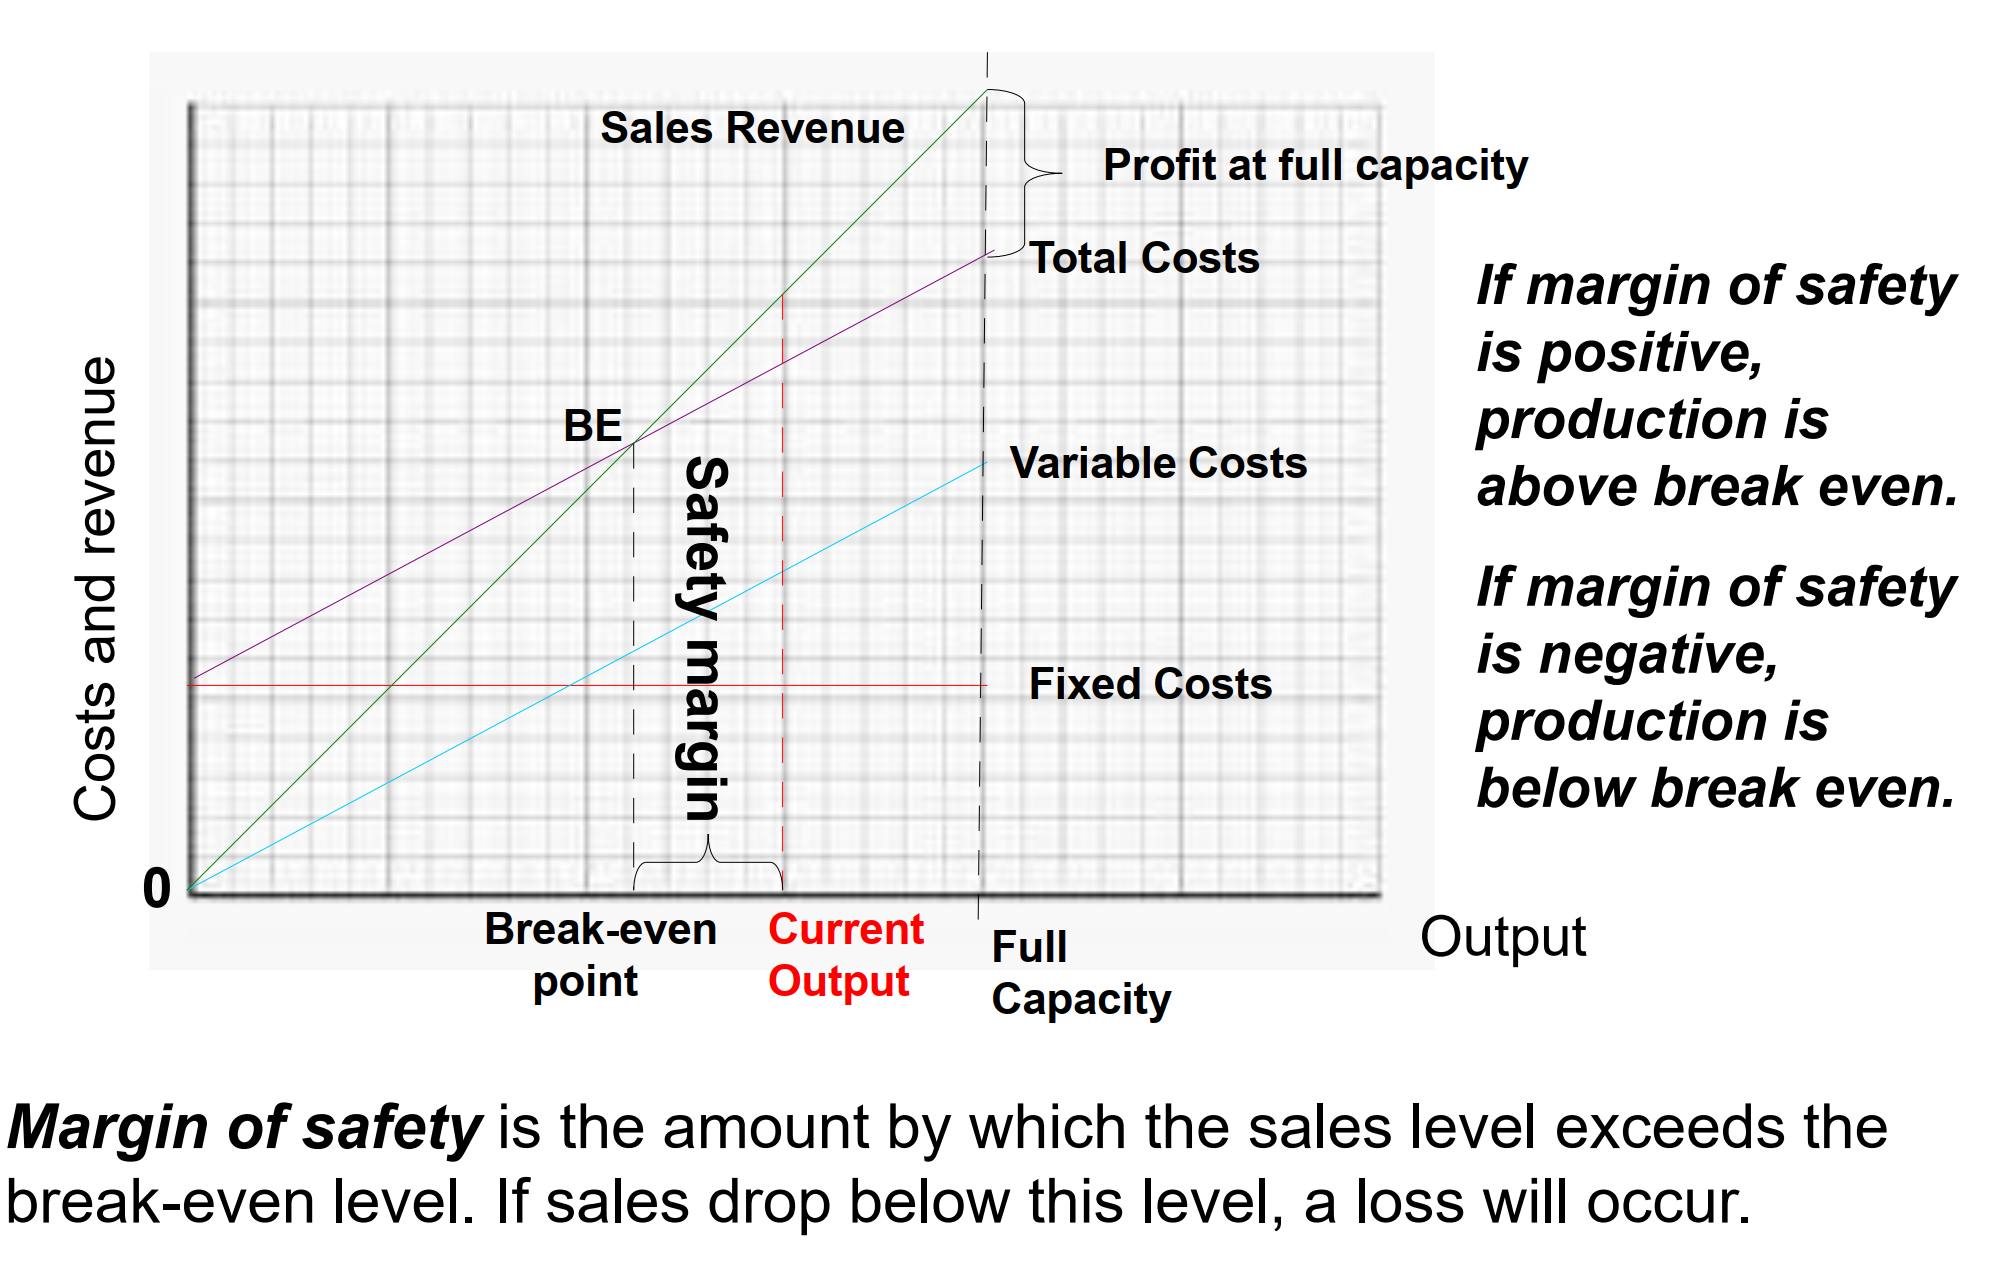 Sales Revenue
Profit at full capacity
Total Costs
BE
Variable Costs
Safety margin
Fixed Costs
Costs and revenue
0
Break-even
point
Current
Output
Full
Capacity
Output
If margin of safety
is positive,
production is
above break even.
If margin of safety
is negative,
production is
below break even.
Margin of safety is the amount by which the sales level exceeds the
break-even level. If sales drop below this level, a loss will occur.